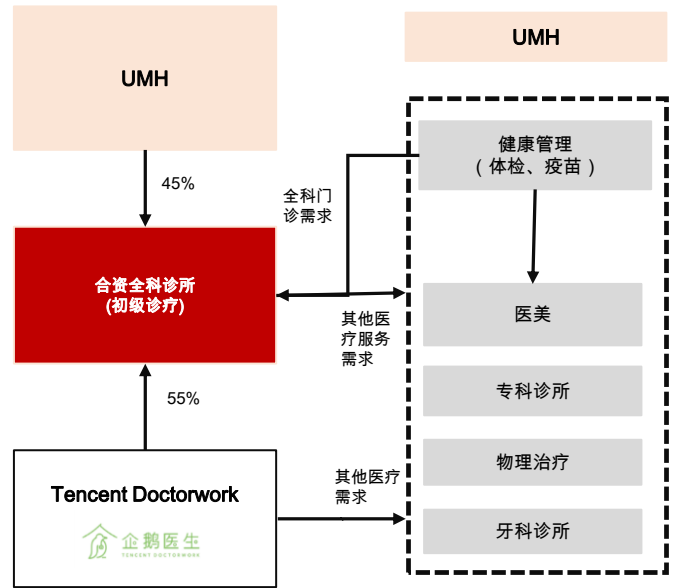 UMH
45%
合资全科诊所
(初级诊疗)
55%
Tencent Doctorwork
企鹅医生
TENCENT DOCTORWORK
全科门
诊需求
其他医
疗服务
需求
其他医疗
需求
UMH
健康管理
（体检、疫苗）
医美
专科诊所
物理治疗
牙科诊所